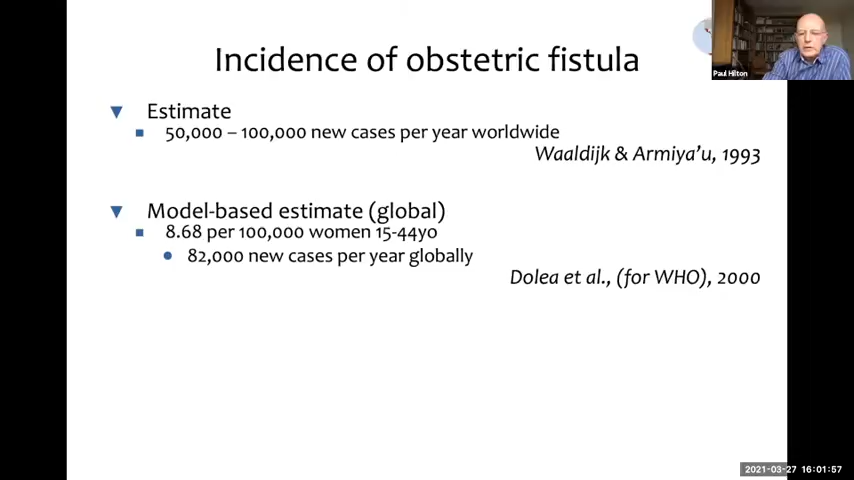 Incidence of obstetric fistula
Estimate
50,000 – 100,000 new cases per year worldwide
Waaldijk & Armiya'u, 1993
Model-based estimate (global)
8.68 per 100,000 women 15-44yo
82,000 new cases per year globally
Dolea et al., (for WHO), 2000
Paul Hilton
2021-03-27 16:01:57